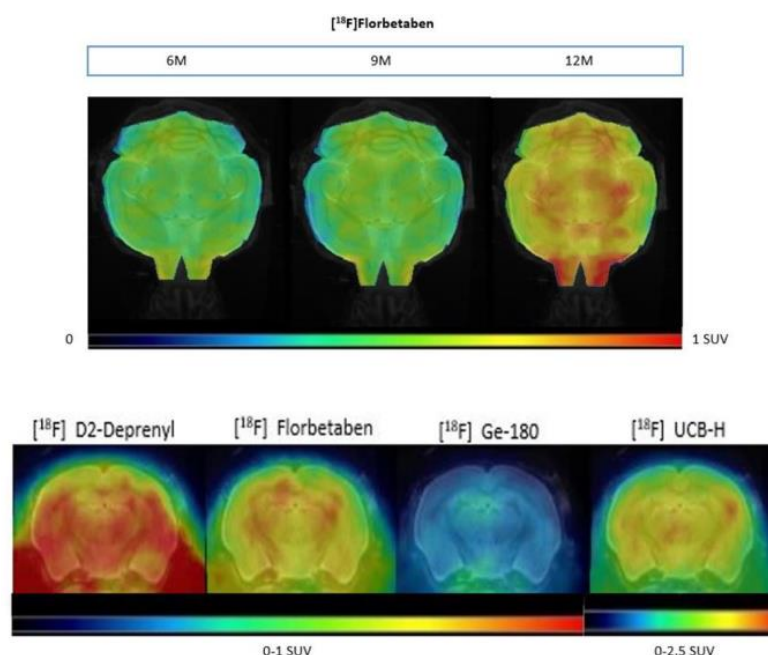 [¹⁸F]Florbetaben
6M 9M 12M
0 1 SUV
[¹⁸F] D2-Deprenyl [¹⁸F] Florbetaben [¹⁸F] Ge-180 [¹⁸F] UCB-H
0-1 SUV 0-2.5 SUV